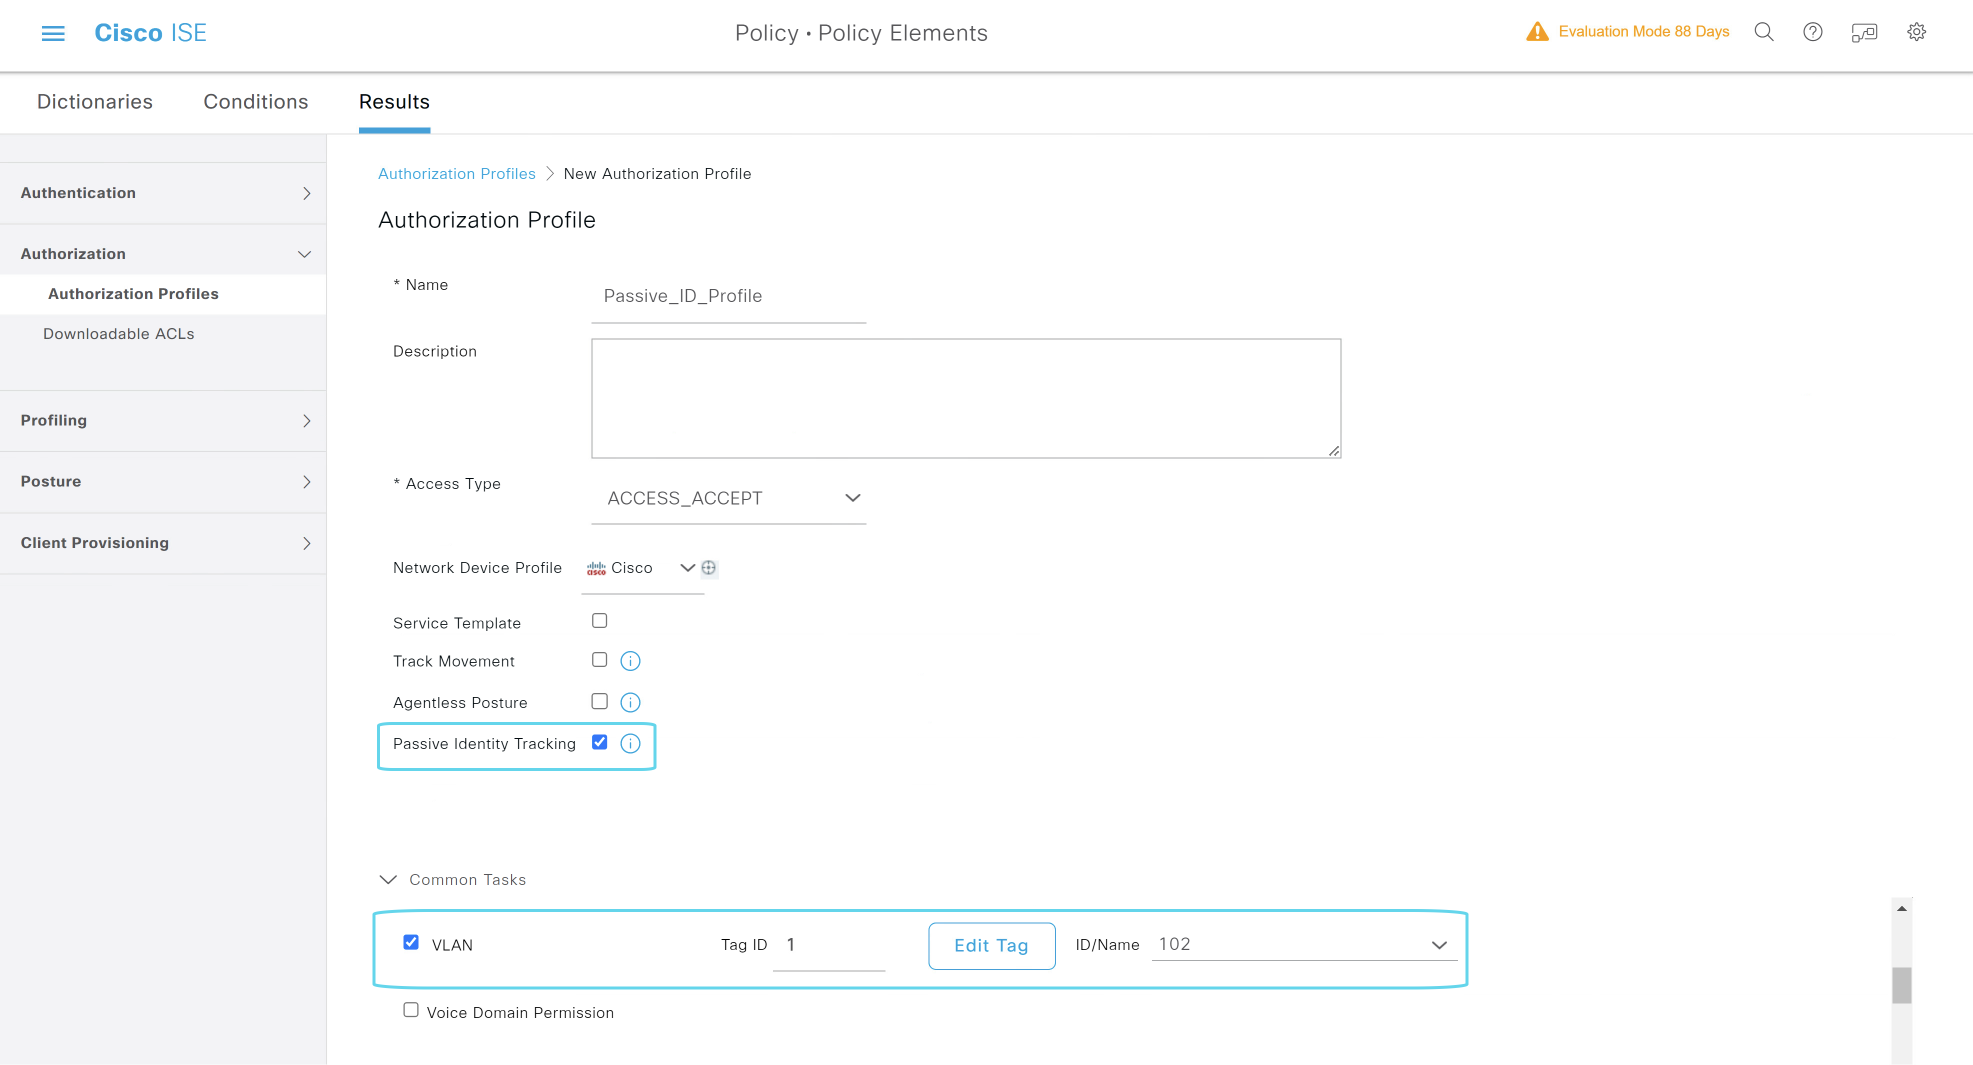 Cisco ISE
Policy • Policy Elements
Evaluation Mode 88 Days
Dictionaries
Conditions
Results
Authentication
Authorization
Authorization Profiles
Downloadable ACLs
Profiling
Posture
Client Provisioning
Authorization Profiles > New Authorization Profile
Authorization Profile
* Name
Passive_ID_Profile
Description
* Access Type
ACCESS_ACCEPT
Network Device Profile
CISCO Cisco
Service Template
Track Movement
Agentless Posture
Passive Identity Tracking
Common Tasks
VLAN
Tag ID 1
Edit Tag
ID/Name 102
Voice Domain Permission